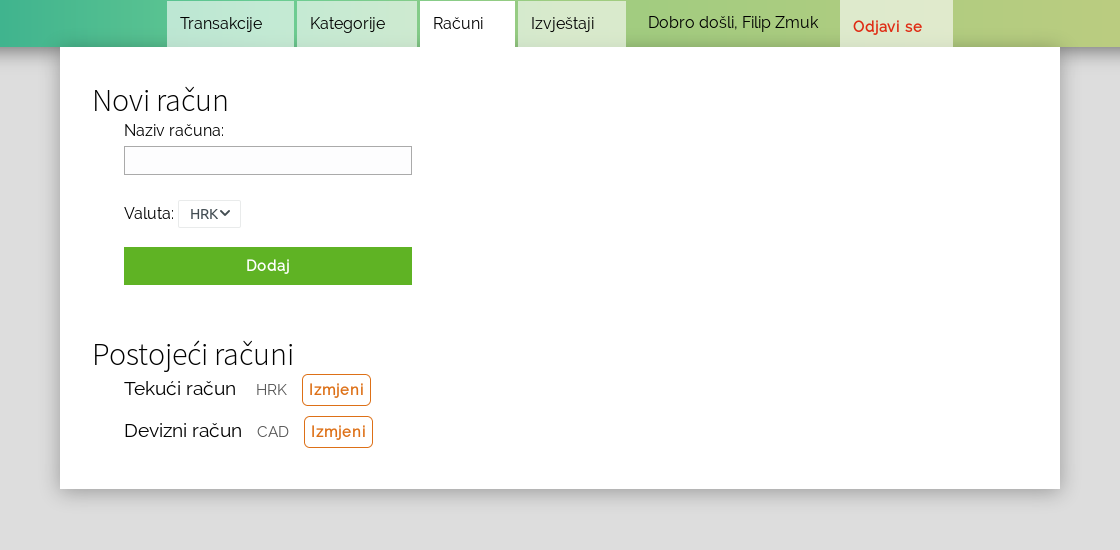 Transakcije Kategorije Računi Izvještaji Dobro došli, Filip Zmuk Odjavi se
Novi račun
Naziv računa:
Valuta: HRK
Dodaj
Postojeći računi
Tekući račun HRK Izmjeni
Devizni račun CAD Izmjeni